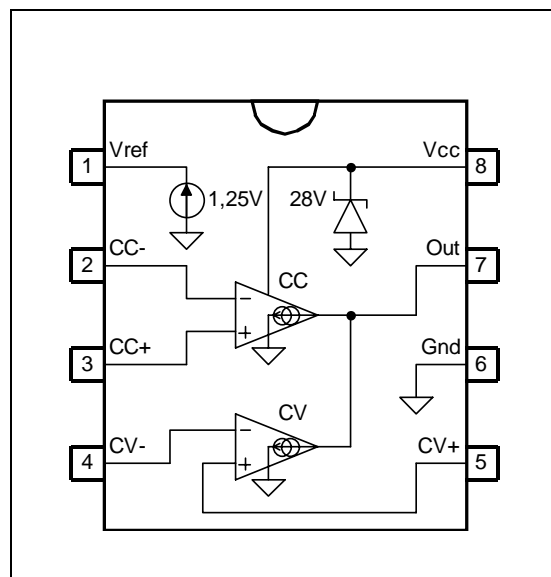 Vref
Vcc
1
1,25V
28V
8
CC-
Out
2
CC
7
CC+
Gnd
3
6
CV
CV-
CV+
4
5